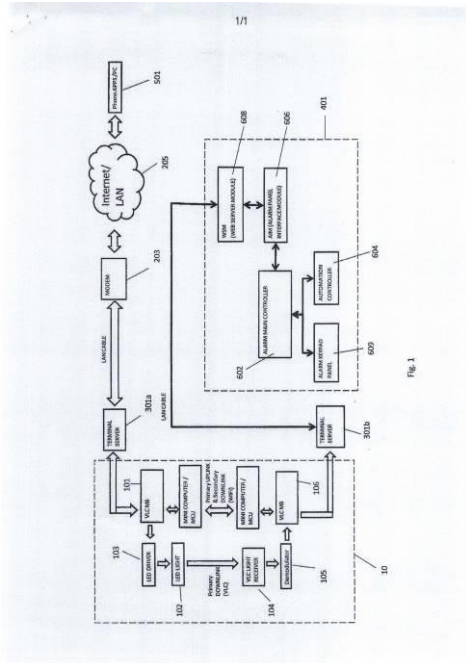 1/1
Phone APPS/PC
501
Internet/
LAN
205
MODEM
203
LAN CABLE
TERMINAL
SERVER
301a
WSM
(WEB SERVER MODULE)
608
AIM (ALARM PANEL
INTERFACE MODULE)
606
401
ALARM MAIN CONTROLLER
602
AUTOMATION
CONTROLLER
604
ALARM KEYPAD
PANEL
609
LAN CABLE
TERMINAL
SERVER
301b
101
VLC MB
MINI COMPUTER /
MCU
Primary UPLINK
& Secondary
DOWNLINK
(WIFI)
MINI COMPUTER /
MCU
VLC MB
106
103
LED DRIVER
LED LIGHT
102
Primary
DOWNLINK
(VLC)
VLC LIGHT
RECEIVER
104
Demodulator
105
10
Fig. 1